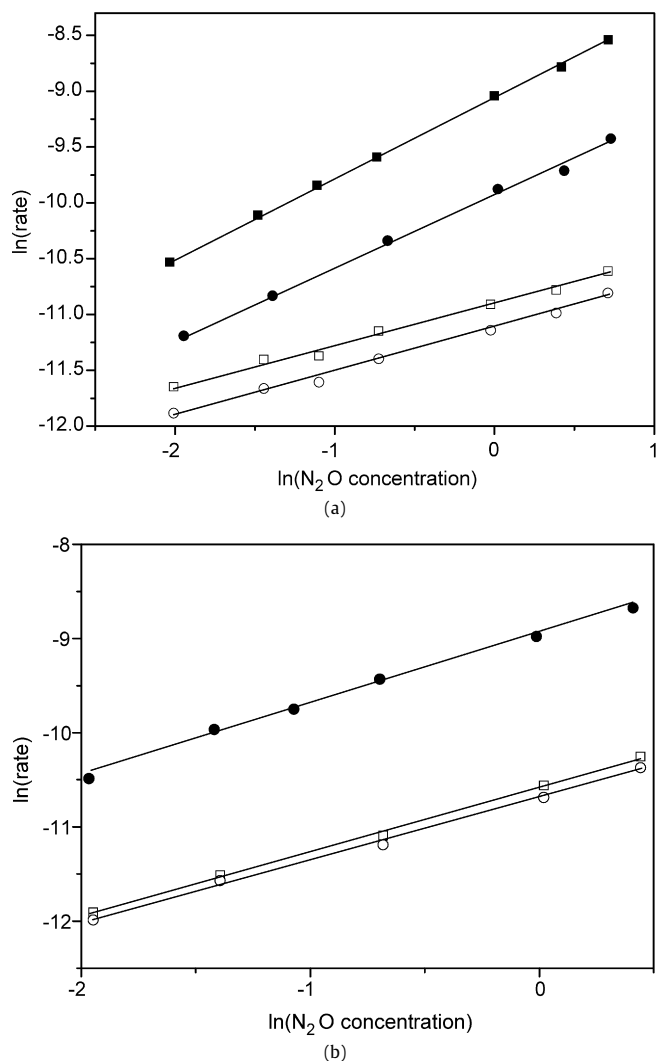 -8.5
-9.0
-9.5
-10.0
-10.5
-11.0
-11.5
-12.0
ln(rate)
-2 -1 0 1
ln(N2O concentration)
(a)
-8
-9
-10
-11
-12
ln(rate)
-2 -1 0
ln(N2O concentration)
(b)